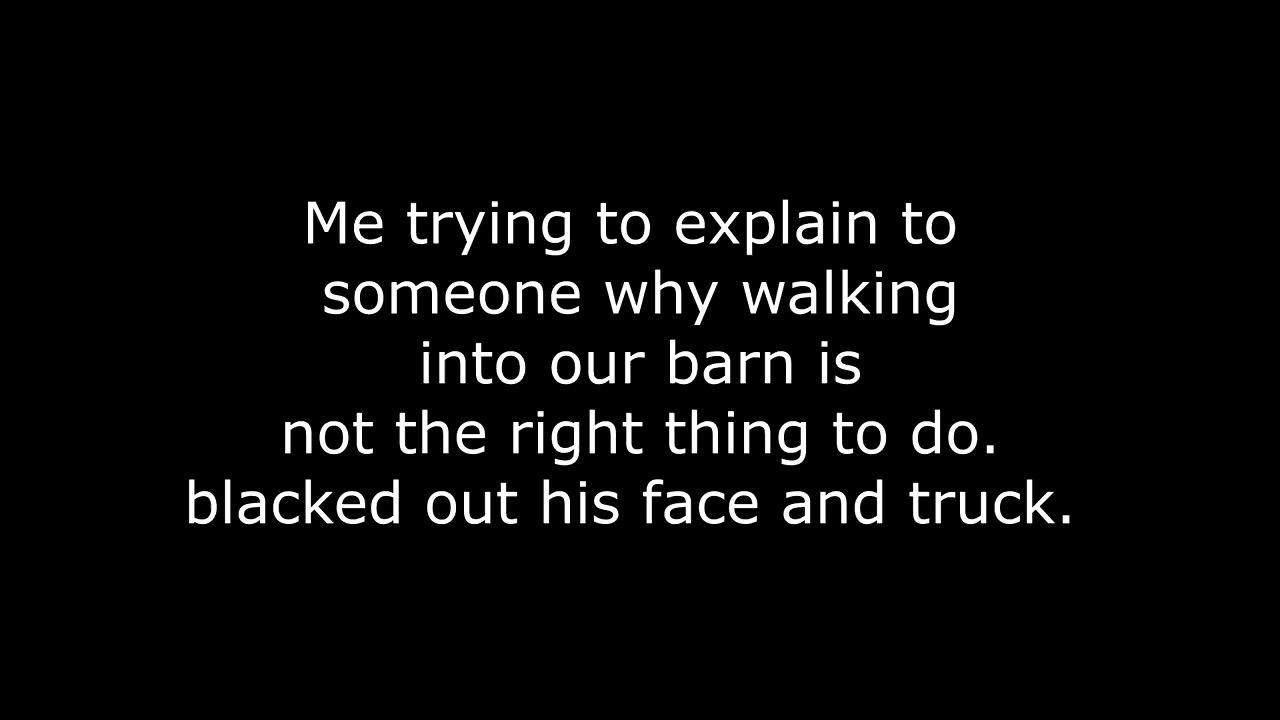 Me trying to explain to
someone why walking
into our barn is
not the right thing to do.
blacked out his face and truck.